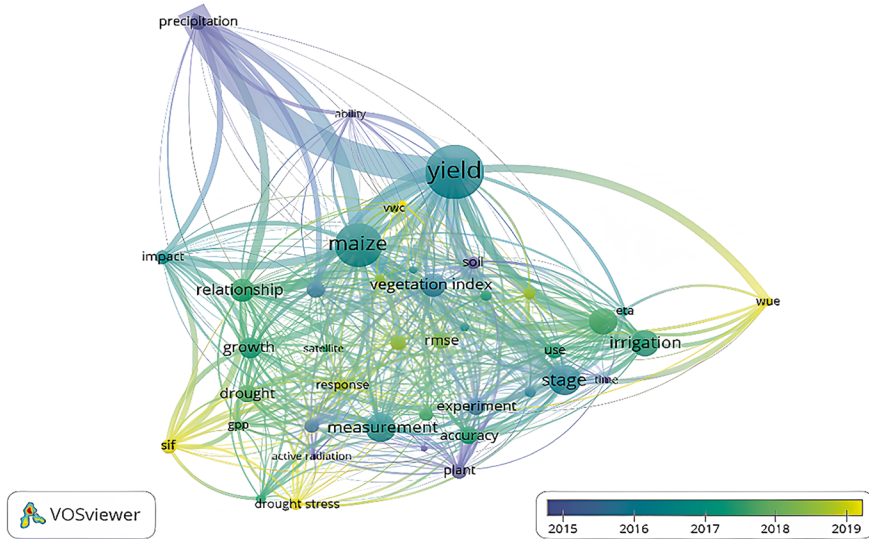 precipitation
ability
yield
vwc
maize
impact
soil
vegetation index
relationship
wue
eta
irrigation
growth
satellite
rmse
use
stage
time
drought
response
experiment
gpp
measurement
accuracy
sif
active radiation
plant
drought stress
VOSviewer
2015 2016 2017 2018 2019